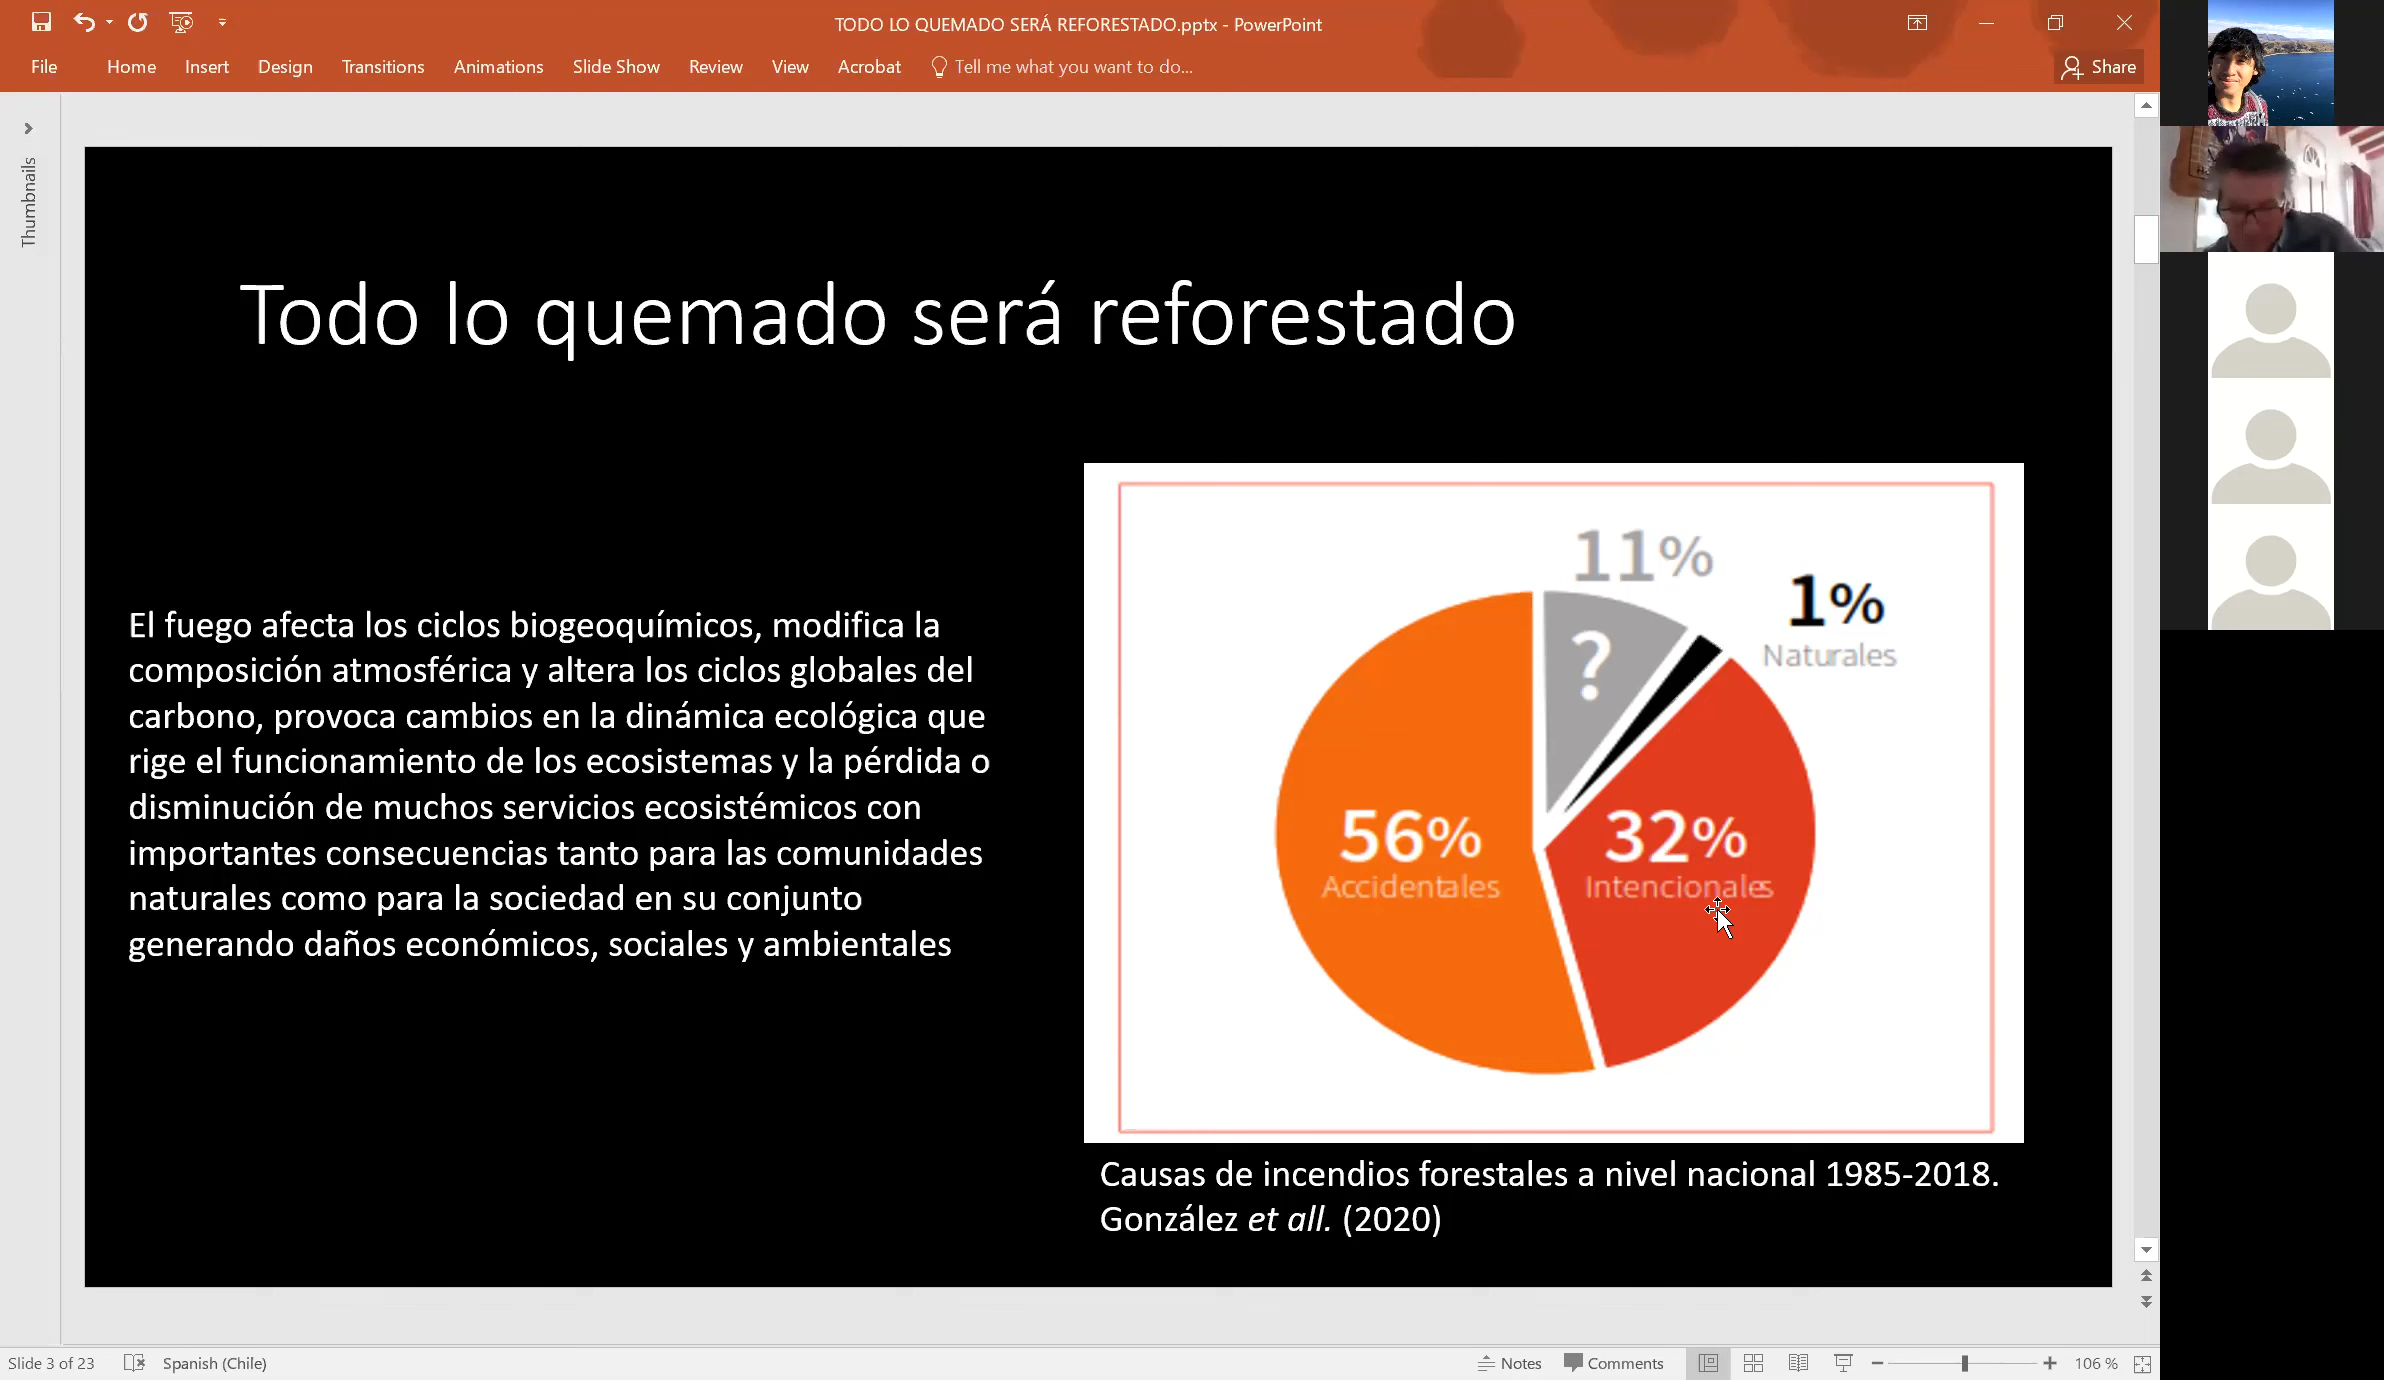 TODO LO QUEMADO SERÁ REFORESTADO.pptx - PowerPoint
File Home Insert Design Transitions Animations Slide Show Review View Acrobat Tell me what you want to do... Share
Thumbnails
Todo lo quemado será reforestado
El fuego afecta los ciclos biogeoquímicos, modifica la
composición atmosférica y altera los ciclos globales del
carbono, provoca cambios en la dinámica ecológica que
rige el funcionamiento de los ecosistemas y la pérdida o
disminución de muchos servicios ecosistémicos con
importantes consecuencias tanto para las comunidades
naturales como para la sociedad en su conjunto
generando daños económicos, sociales y ambientales
11%
1%
Naturales
?
56%
Accidentales
32%
Intencionales
Causas de incendios forestales a nivel nacional 1985-2018.
González et all. (2020)
Slide 3 of 23 Spanish (Chile) Notes Comments 106 %